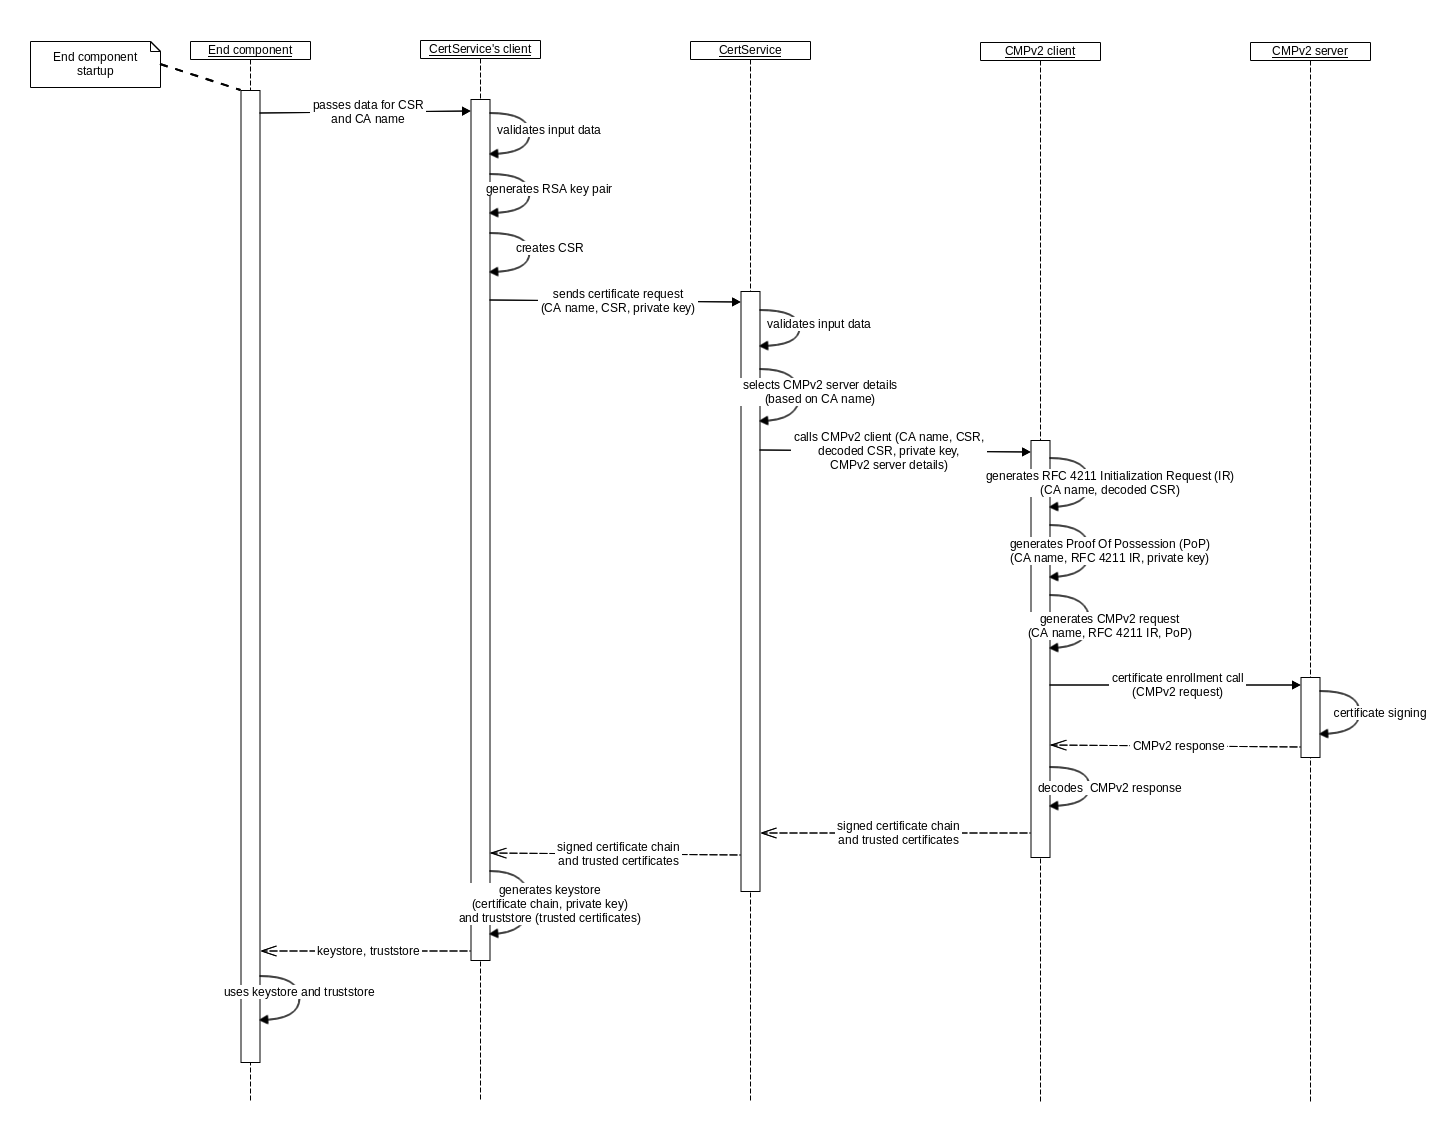 End component
startup
End component
CertService's client
CertService
CMPv2 client
CMPv2 server
passes data for CSR
and CA name
validates input data
generates RSA key pair
creates CSR
sends certificate request
(CA name, CSR, private key)
validates input data
selects CMPv2 server details
(based on CA name)
calls CMPv2 client (CA name, CSR,
decoded CSR, private key,
CMPv2 server details)
generates RFC 4211 Initialization Request (IR)
(CA name, decoded CSR)
generates Proof Of Possession (PoP)
(CA name, RFC 4211 IR, private key)
generates CMPv2 request
(CA name, RFC 4211 IR, PoP)
certificate enrollment call
(CMPv2 request)
certificate signing
CMPv2 response
decodes  CMPv2 response
signed certificate chain
and trusted certificates
signed certificate chain
and trusted certificates
generates keystore
(certificate chain, private key)
and truststore (trusted certificates)
keystore, truststore
uses keystore and truststore